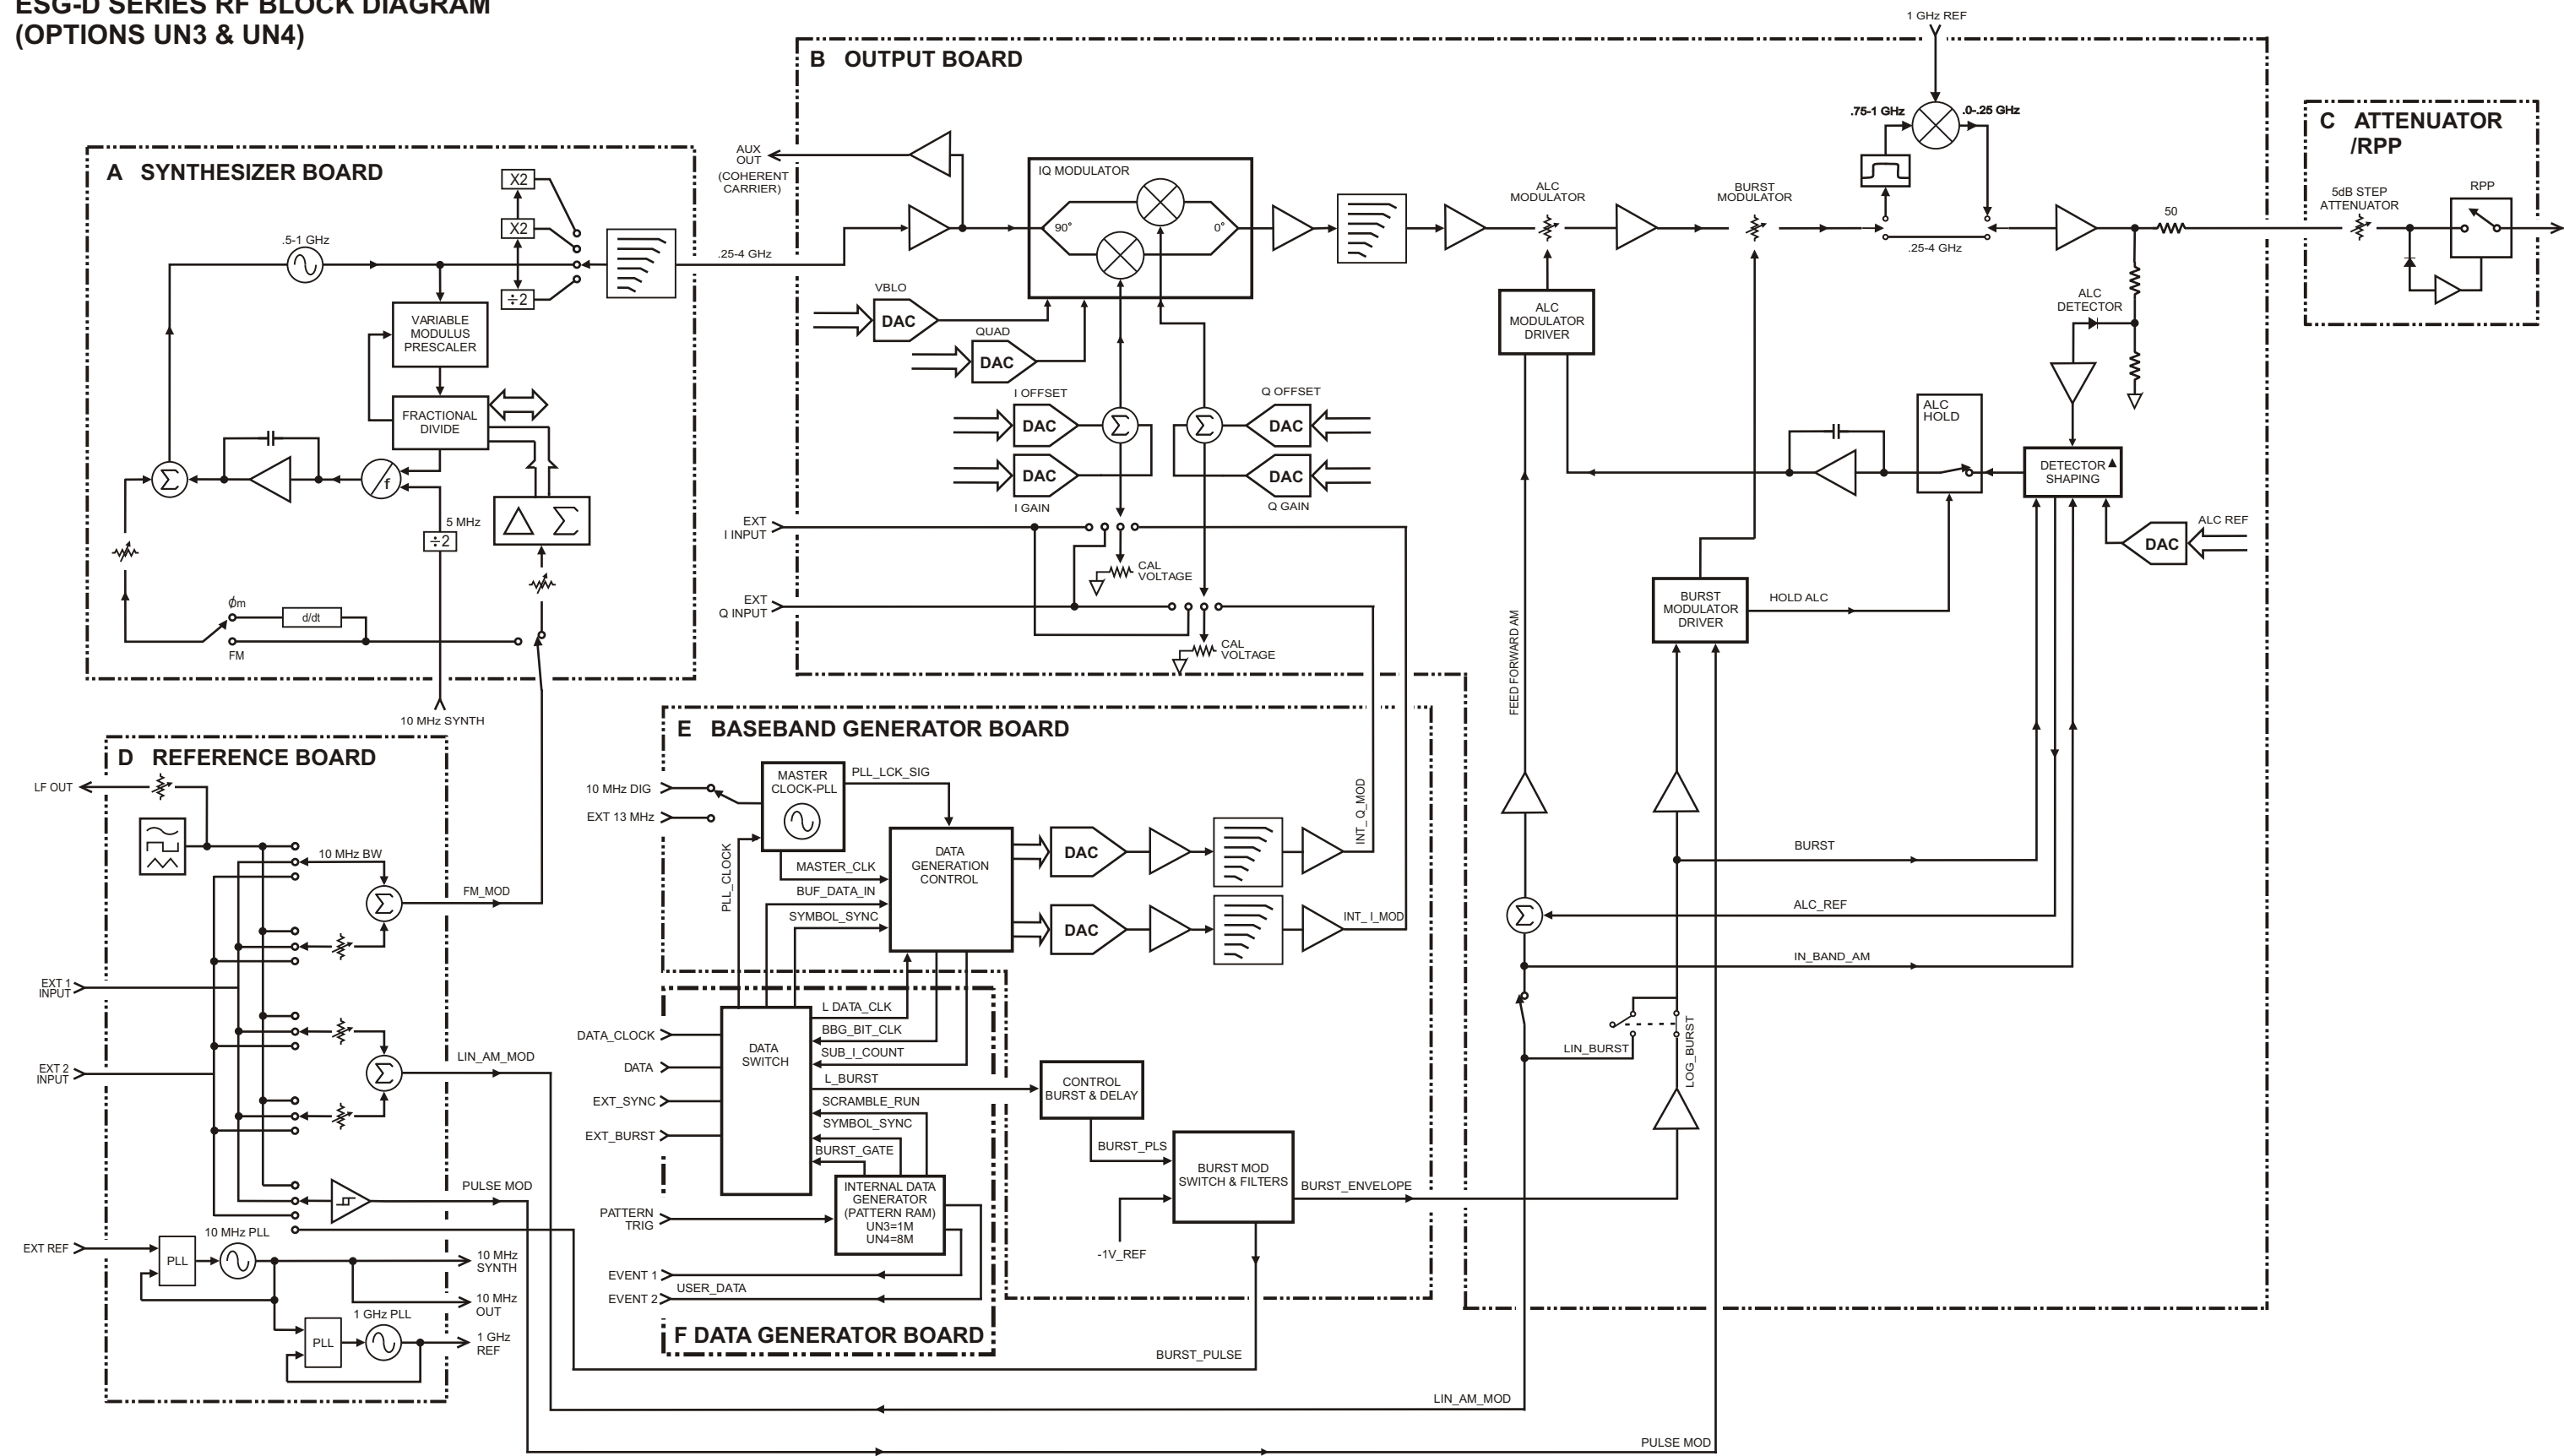 ESG-D SERIES RF BLOCK DIAGRAM
(OPTIONS UN3 & UN4)
A SYNTHESIZER BOARD
.5-1 GHz
X2
X2
÷2
VARIABLE
MODULUS
PRESCALER
FRACTIONAL
DIVIDE
Σ
f
5 MHz
÷2
Δ Σ
ϕm
d/dt
FM
10 MHz SYNTH
.25-4 GHz
B OUTPUT BOARD
AUX
OUT
(COHERENT
CARRIER)
IQ MODULATOR
90°
0°
VBLO
DAC
QUAD
DAC
I OFFSET
DAC
Σ
DAC
I GAIN
Q OFFSET
Σ
DAC
DAC
Q GAIN
EXT
I INPUT
CAL
VOLTAGE
EXT
Q INPUT
CAL
VOLTAGE
ALC
MODULATOR
BURST
MODULATOR
1 GHz REF
.75-1 GHz
.0-.25 GHz
.25-4 GHz
50
ALC
DETECTOR
ALC
MODULATOR
DRIVER
ALC
HOLD
DETECTOR
SHAPING
ALC REF
DAC
BURST
MODULATOR
DRIVER
HOLD ALC
FEED FORWARD AM
BURST
Σ
ALC_REF
IN_BAND_AM
LIN_BURST
LOG_BURST
C ATTENUATOR
/RPP
5dB STEP
ATTENUATOR
RPP
D REFERENCE BOARD
LF OUT
10 MHz BW
Σ
FM_MOD
EXT 1
INPUT
EXT 2
INPUT
Σ
LIN_AM_MOD
PULSE MOD
EXT REF
10 MHz PLL
PLL
10 MHz
SYNTH
10 MHz
OUT
1 GHz PLL
PLL
1 GHz
REF
E BASEBAND GENERATOR BOARD
10 MHz DIG
EXT 13 MHz
MASTER
CLOCK-PLL
PLL_LCK_SIG
PLL_CLOCK
MASTER_CLK
BUF_DATA_IN
SYMBOL_SYNC
DATA
GENERATION
CONTROL
DAC
DAC
INT_ Q_MOD
INT_ I_MOD
DATA_CLOCK
DATA
EXT_SYNC
EXT_BURST
DATA
SWITCH
L DATA_CLK
BBG_BIT_CLK
SUB_I_COUNT
L_BURST
SCRAMBLE_RUN
SYMBOL_SYNC
BURST_GATE
PATTERN
TRIG
INTERNAL DATA
GENERATOR
(PATTERN RAM)
UN3=1M
UN4=8M
EVENT 1
USER_DATA
EVENT 2
F DATA GENERATOR BOARD
CONTROL
BURST & DELAY
BURST_PLS
BURST MOD
SWITCH & FILTERS
BURST_ENVELOPE
-1V_REF
BURST_PULSE
LIN_AM_MOD
PULSE MOD